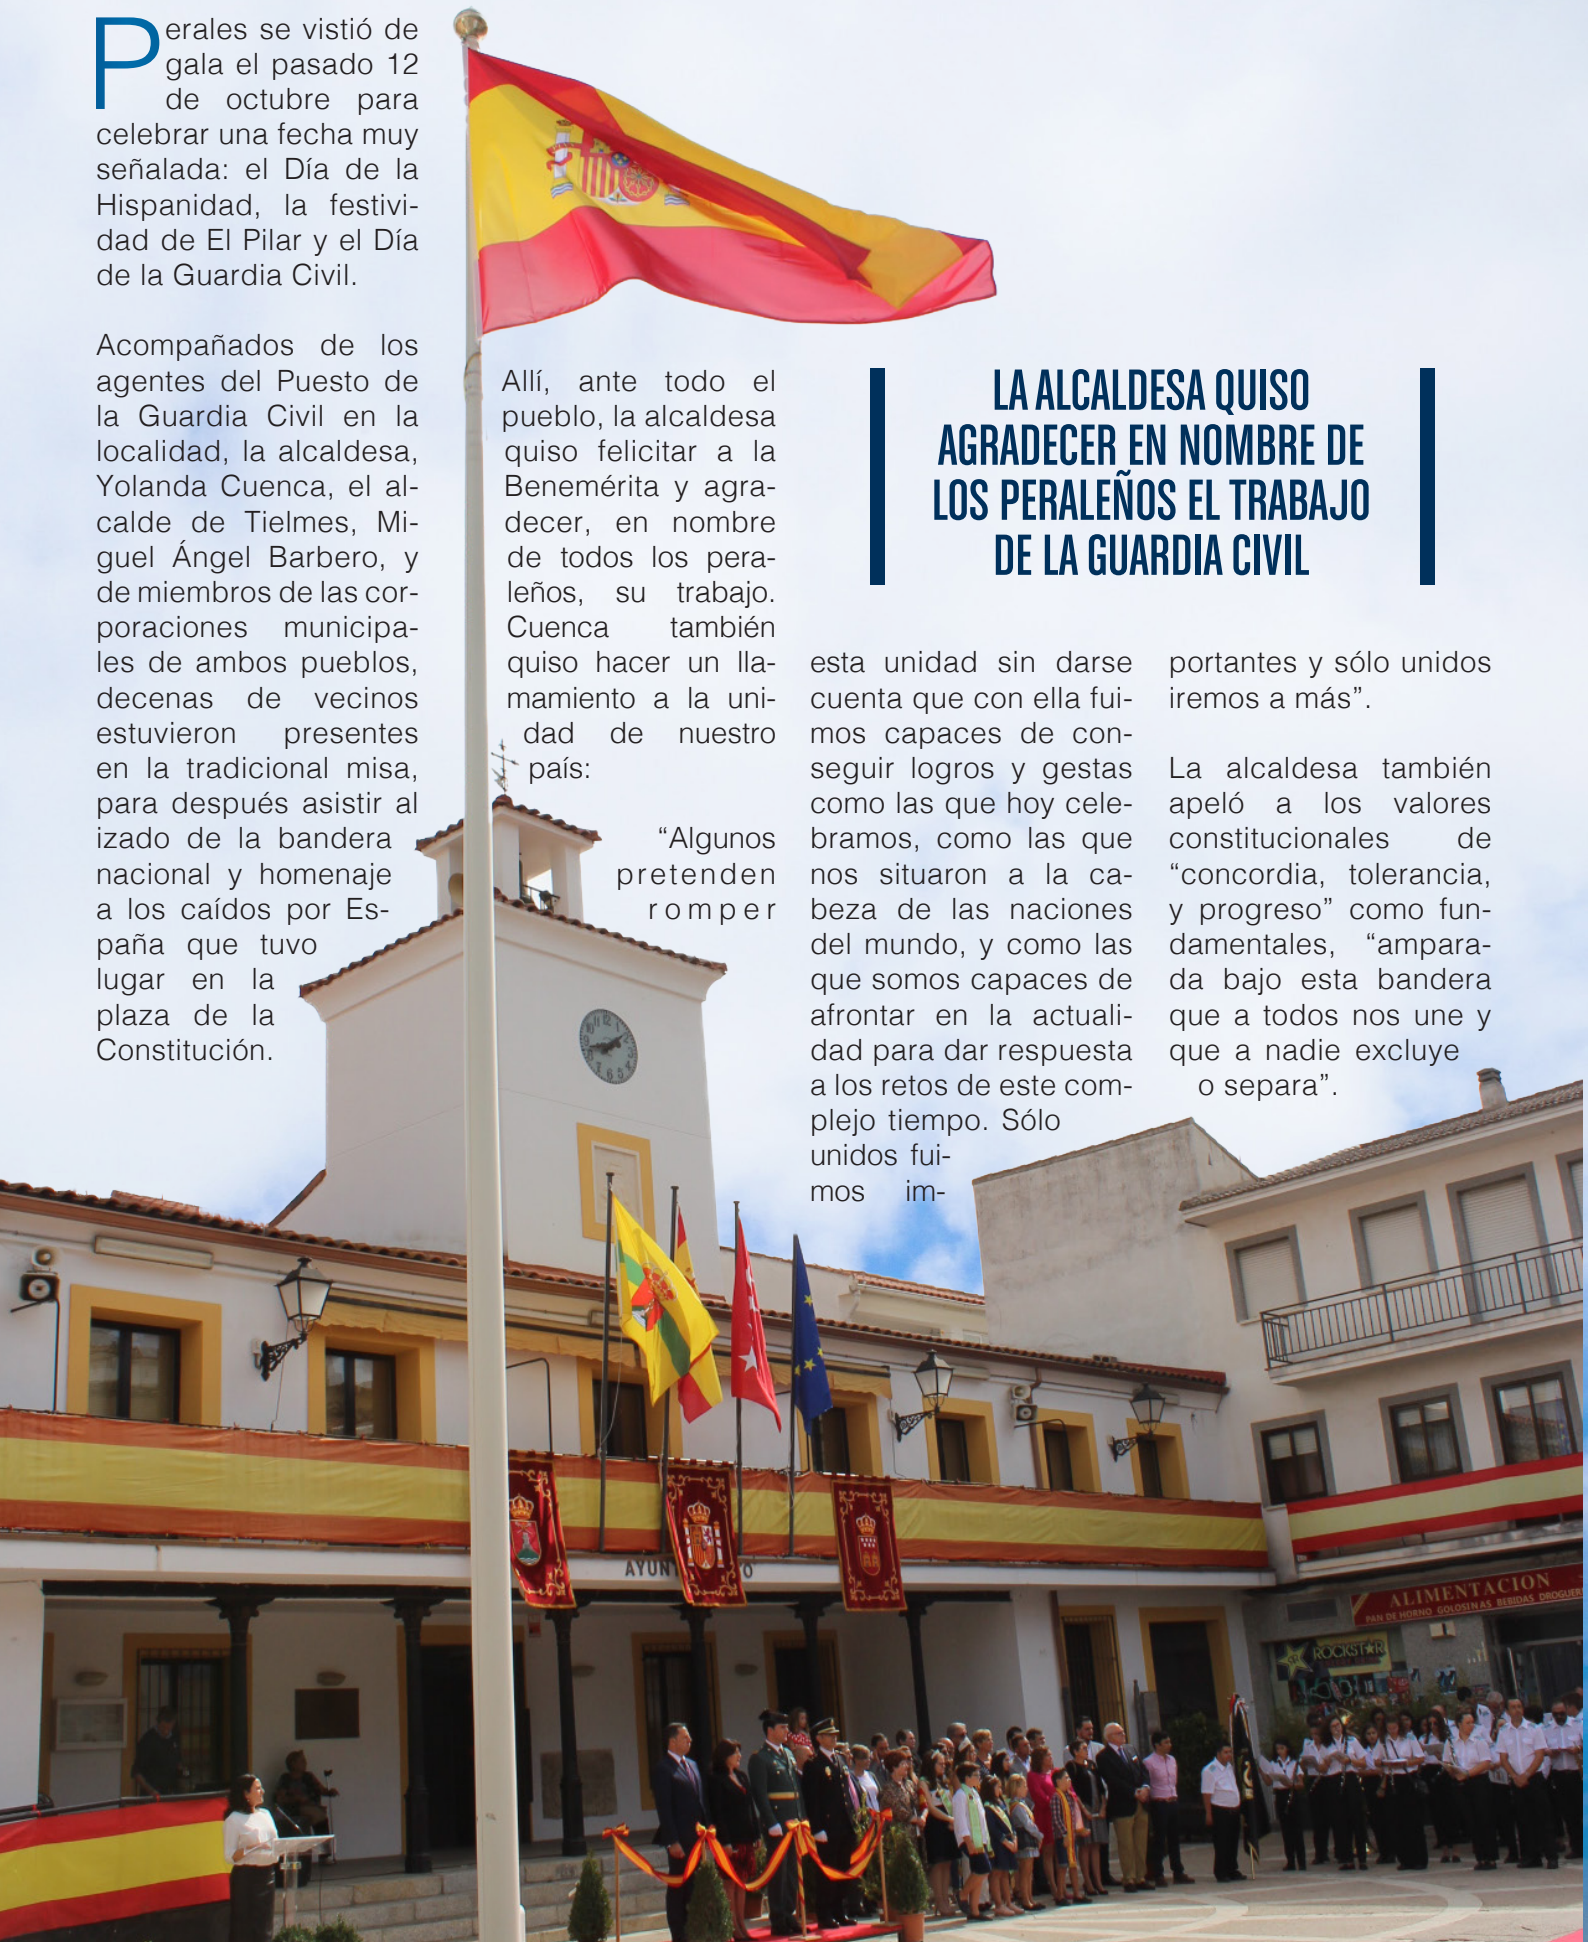 Perales se vistió de
gala el pasado 12
de octubre para
celebrar una fecha muy
señalada: el Día de la
Hispanidad, la festivi-
dad de El Pilar y el Día
de la Guardia Civil.
Acompañados de los
agentes del Puesto de
la Guardia Civil en la
localidad, la alcaldesa,
Yolanda Cuenca, el al-
calde de Tielmes, Mi-
guel Ángel Barbero, y
de miembros de las cor-
poraciones municipa-
les de ambos pueblos,
decenas de vecinos
estuvieron presentes
en la tradicional misa,
para después asistir al
izado de la bandera
nacional y homenaje
a los caídos por Es-
paña que tuvo
lugar en la
plaza de la
Constitución.
Allí, ante todo el
pueblo, la alcaldesa
quiso felicitar a la
Benemérita y agra-
decer, en nombre
de todos los pera-
leños, su trabajo.
Cuenca también
quiso hacer un lla-
mamiento a la uni-
dad de nuestro
país:
“Algunos
pretenden
romper
LA ALCALDESA QUISO
AGRADECER EN NOMBRE DE
LOS PERALEÑOS EL TRABAJO
DE LA GUARDIA CIVIL
esta unidad sin darse
cuenta que con ella fui-
mos capaces de con-
seguir logros y gestas
como las que hoy cele-
bramos, como las que
nos situaron a la ca-
beza de las naciones
del mundo, y como las
que somos capaces de
afrontar en la actuali-
dad para dar respuesta
a los retos de este com-
plejo tiempo. Sólo
unidos fui-
mos im-
portantes y sólo unidos
iremos a más”.
La alcaldesa también
apeló a los valores
constitucionales de
“concordia, tolerancia,
y progreso” como fun-
damentales, “ampara-
da bajo esta bandera
que a todos nos une y
que a nadie excluye
o separa”.
AYUN O
ALIMENTACION
PAN DE HORNO GOLOSINAS BEBIDAS DROGUER
ROCKSTAR